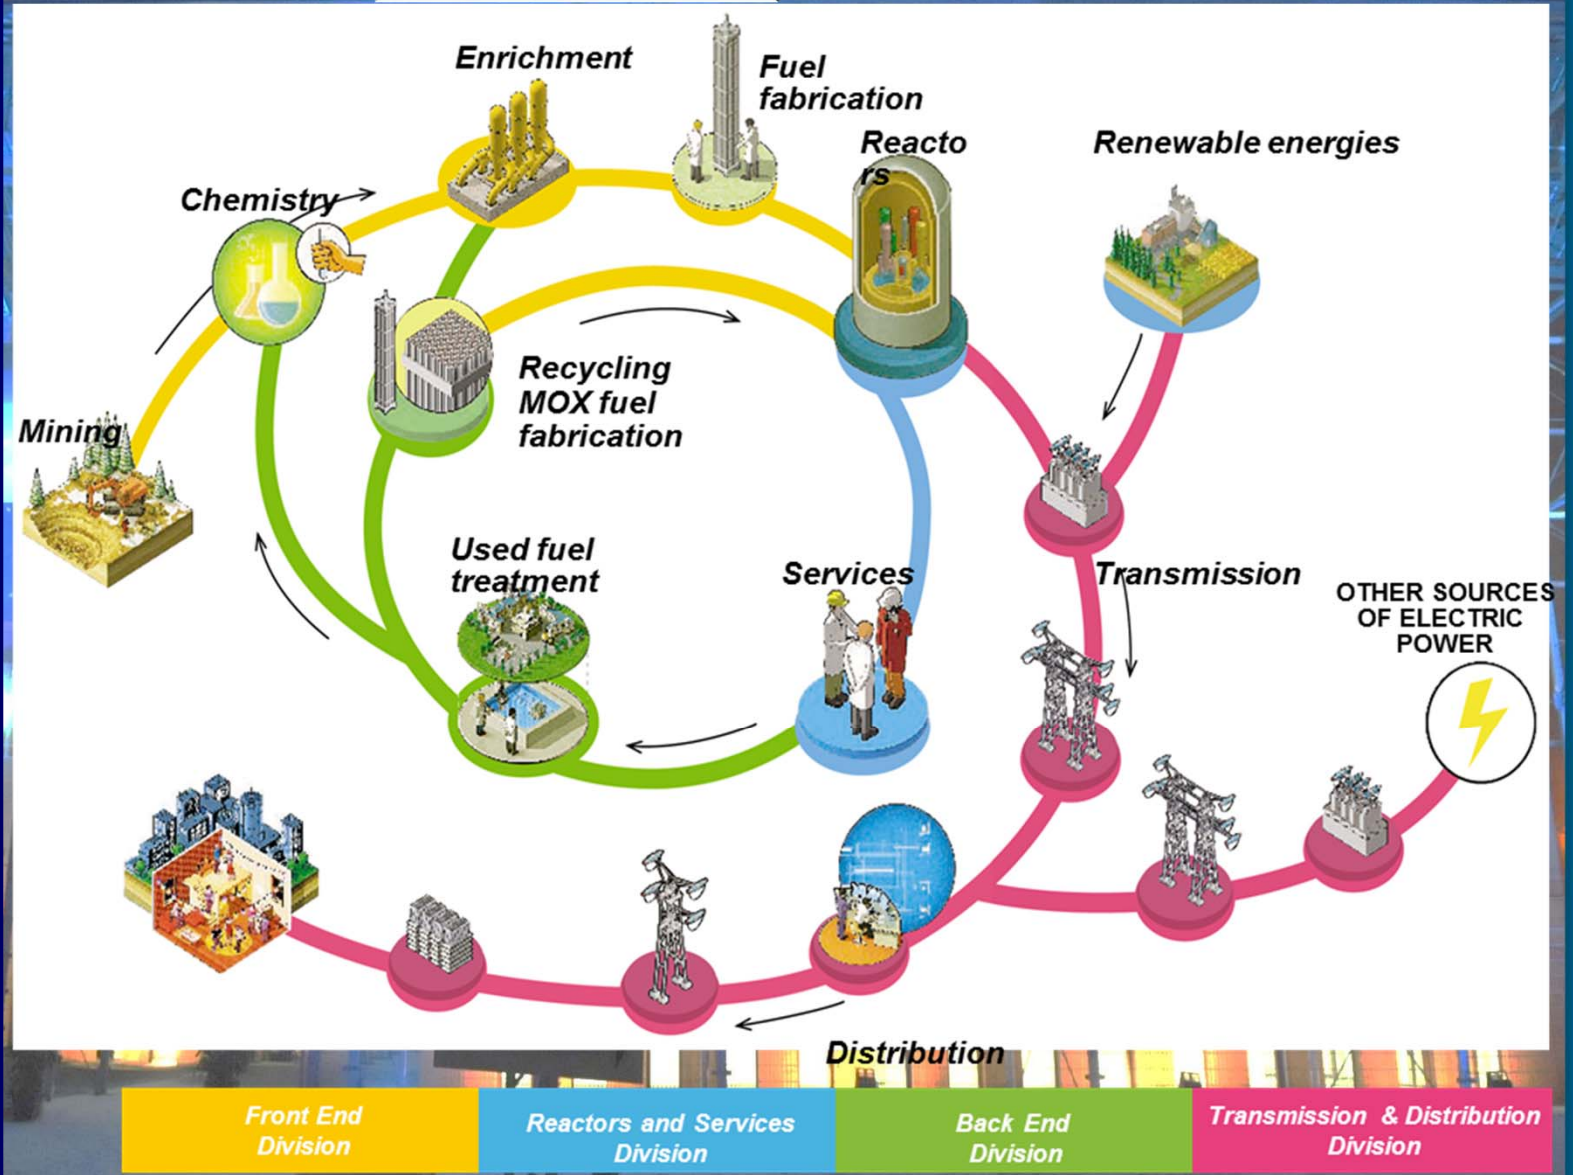 Enrichment
Fuel
fabrication
Reacto
rs
Renewable energies
Chemistry
Recycling
MOX fuel
fabrication
Mining
Used fuel
treatment
Services
Transmission
OTHER SOURCES
OF ELECTRIC
POWER
Distribution
Front End
Division
Reactors and Services
Division
Back End
Division
Transmission & Distribution
Division